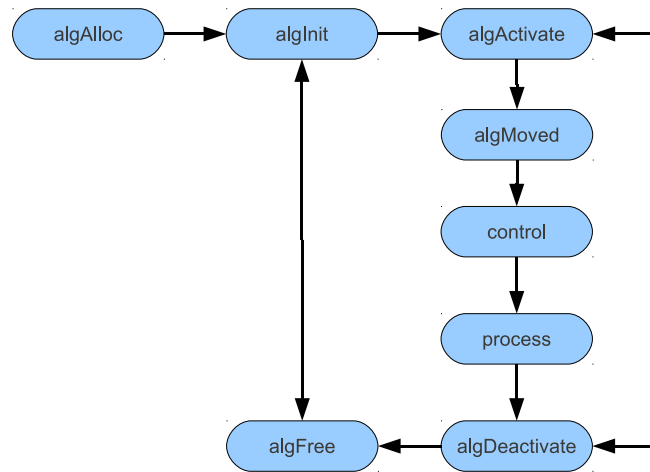 algAlloc
algInit
algActivate
algMoved
control
process
algFree
algDeactivate